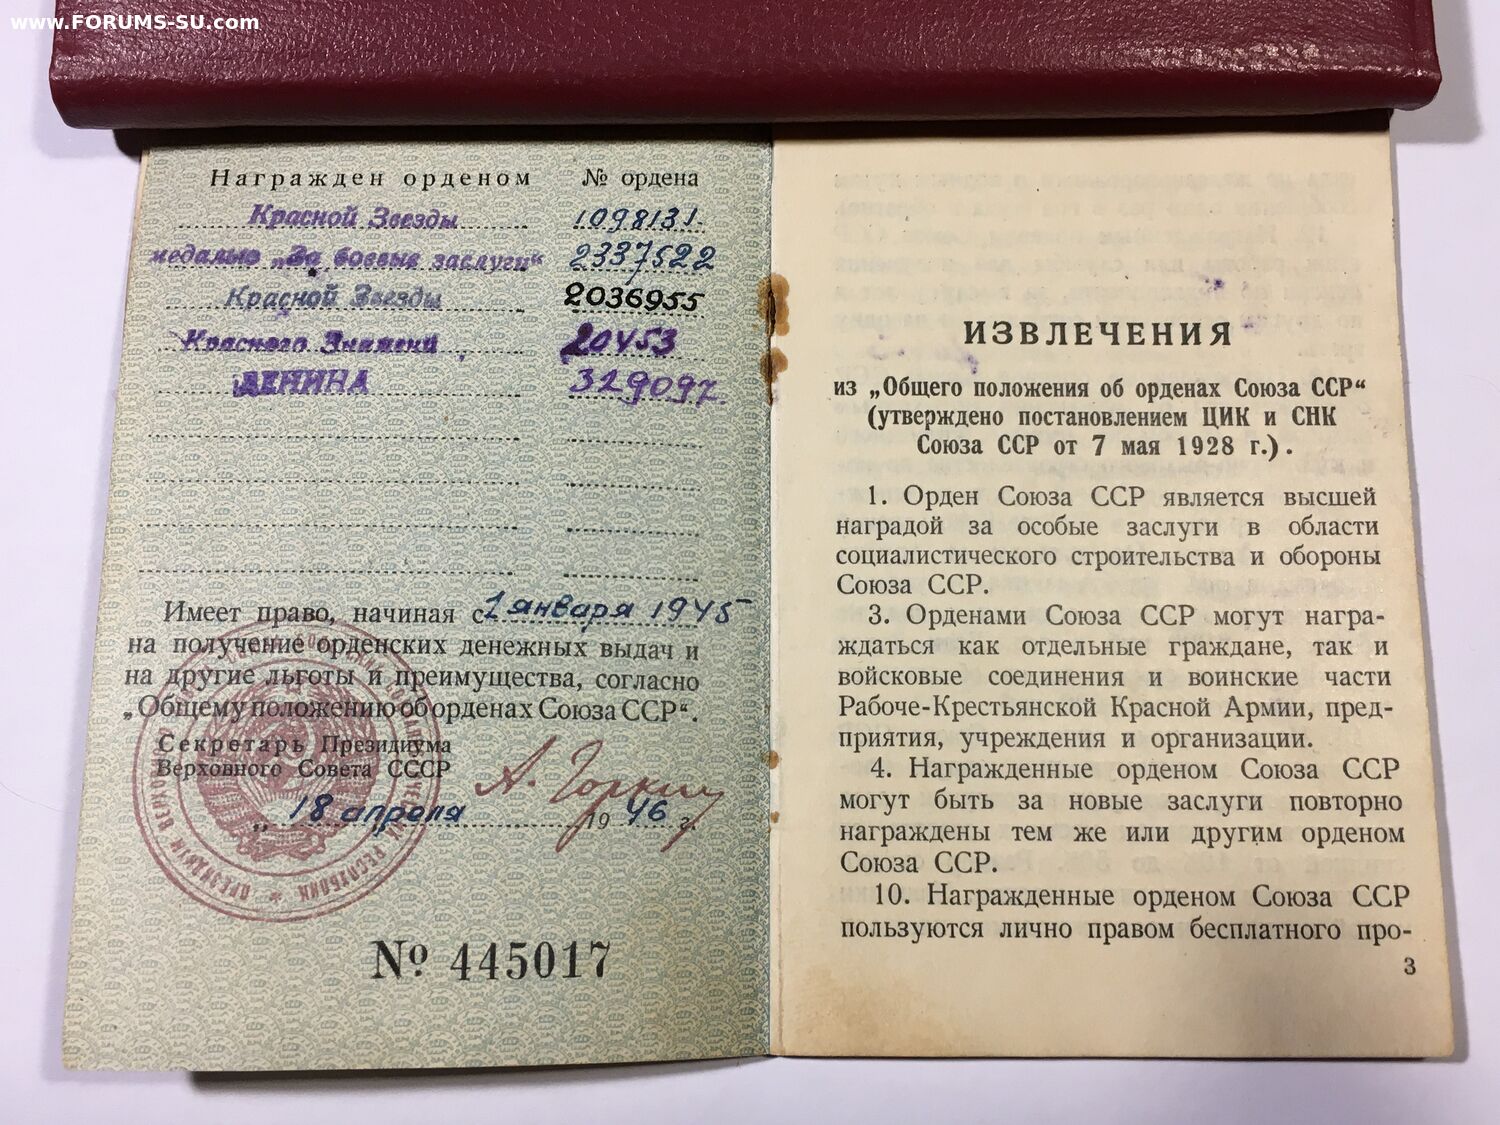 www.FORUMS-SU.com
Награжден орденом № ордена
Красной Звезды 1098131
медалью „За боевые заслуги“ 2337522
Красной Звезды 2036955
Красного Знамени 20453
ЛЕНИНА 329097
Имеет право, начиная с 1 января 1945
на получение орденских денежных выдач и
на другие льготы и преимущества, согласно
„Общему положению об орденах Союза ССР“.
Секретарь Президиума
Верховного Совета СССР
А. Горкин
„18 апреля 1946 г.
№ 445017
ИЗВЛЕЧЕНИЯ
из „Общего положения об орденах Союза ССР“
(утверждено постановлением ЦИК и СНК
Союза ССР от 7 мая 1928 г.).
1. Орден Союза ССР является высшей
наградой за особые заслуги в области
социалистического строительства и обороны
Союза ССР.
3. Орденами Союза ССР могут награ-
ждаться как отдельные граждане, так и
войсковые соединения и воинские части
Рабоче-Крестьянской Красной Армии, пред-
приятия, учреждения и организации.
4. Награжденные орденом Союза ССР
могут быть за новые заслуги повторно
награждены тем же или другим орденом
Союза ССР.
10. Награжденные орденом Союза ССР
пользуются лично правом бесплатного про-
3